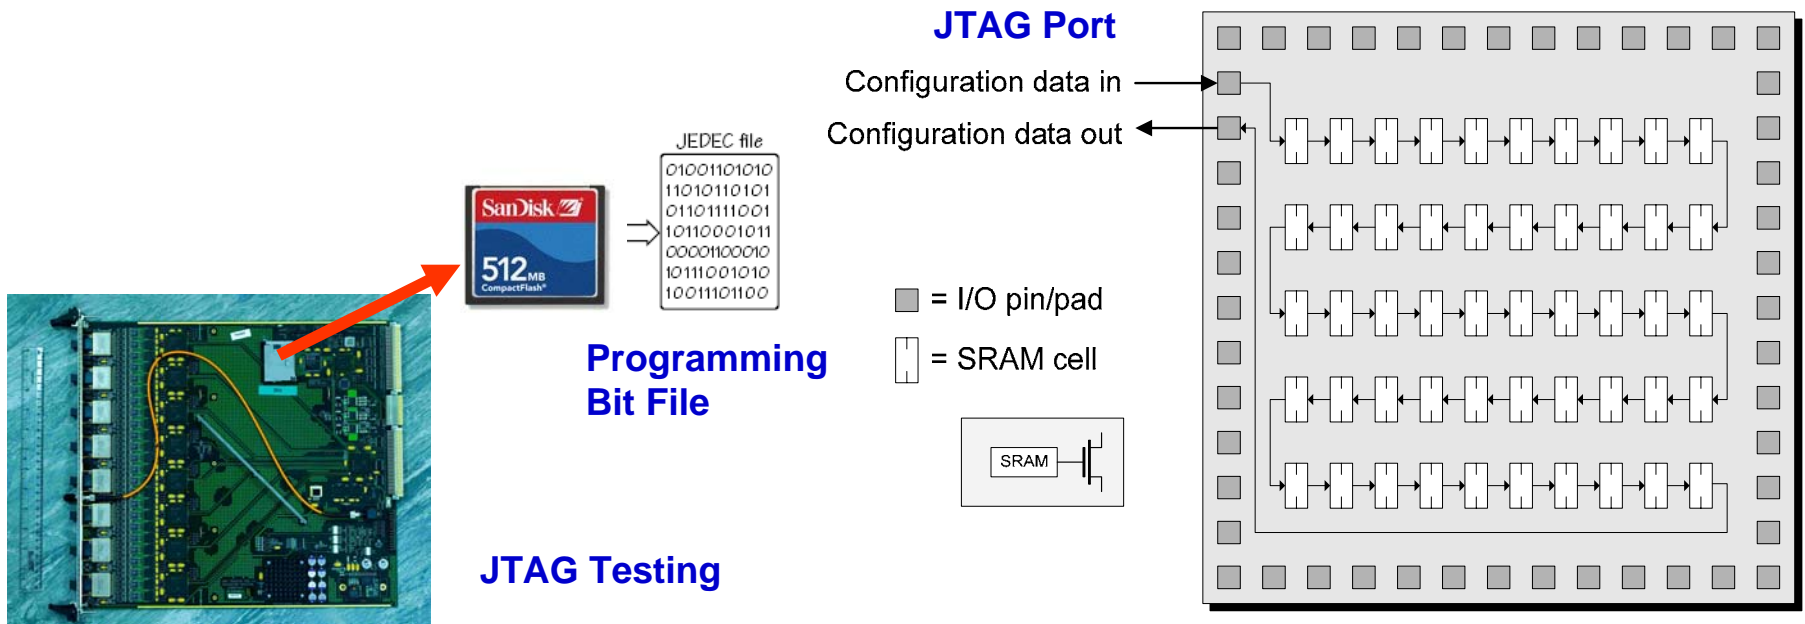 JTAG Port
Configuration data in
Configuration data out
JEDEC file
01001101010
11010110101
01101111001
10110001011
00001100010
10111001010
10011101100
SanDisk
512MB
CompactFlash®
Programming
Bit File
= I/O pin/pad
= SRAM cell
SRAM
JTAG Testing